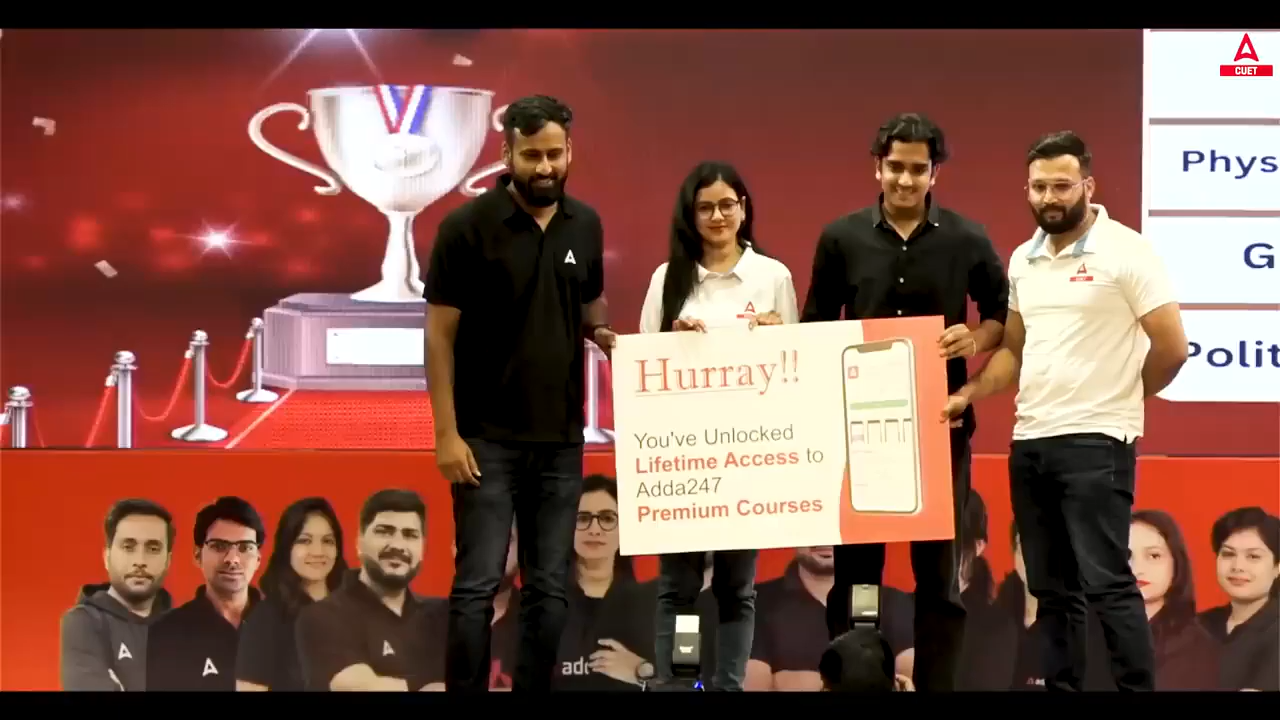 CUET
Phys
G
Polit
Hurray!!
You've Unlocked
Lifetime Access to
Adda247
Premium Courses